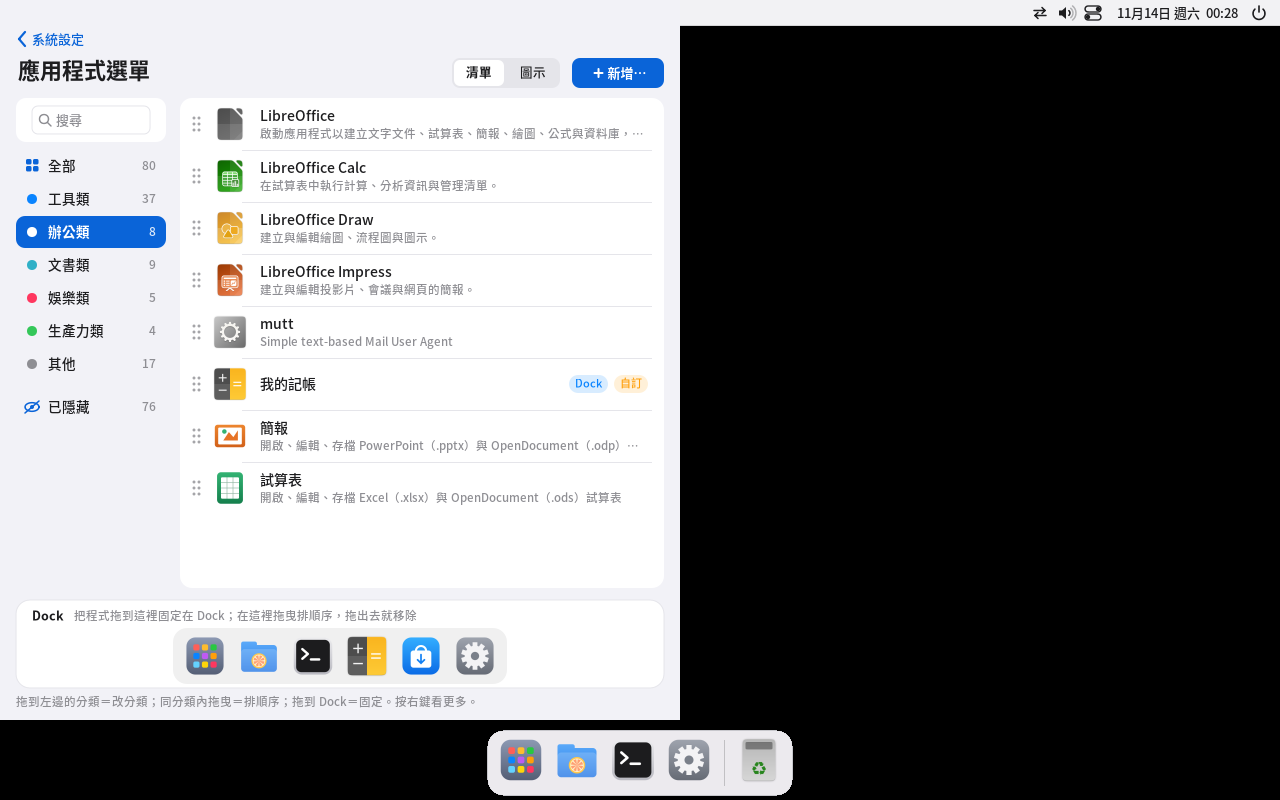 11月14日 週六 00:28
系統設定
應用程式選單
清單 圖示
+ 新增…
搜尋
全部 80
工具類 37
辦公類 8
文書類 9
娛樂類 5
生產力類 4
其他 17
已隱藏 76
LibreOffice
啟動應用程式以建立文字文件、試算表、簡報、繪圖、公式與資料庫，…
LibreOffice Calc
在試算表中執行計算、分析資訊與管理清單。
LibreOffice Draw
建立與編輯繪圖、流程圖與圖示。
LibreOffice Impress
建立與編輯投影片、會議與網頁的簡報。
mutt
Simple text-based Mail User Agent
我的記帳 Dock 自訂
簡報
開啟、編輯、存檔 PowerPoint（.pptx）與 OpenDocument（.odp）…
試算表
開啟、編輯、存檔 Excel（.xlsx）與 OpenDocument（.ods）試算表
Dock 把程式拖到這裡固定在 Dock；在這裡拖曳排順序，拖出去就移除
拖到左邊的分類＝改分類；同分類內拖曳＝排順序；拖到 Dock＝固定。按右鍵看更多。